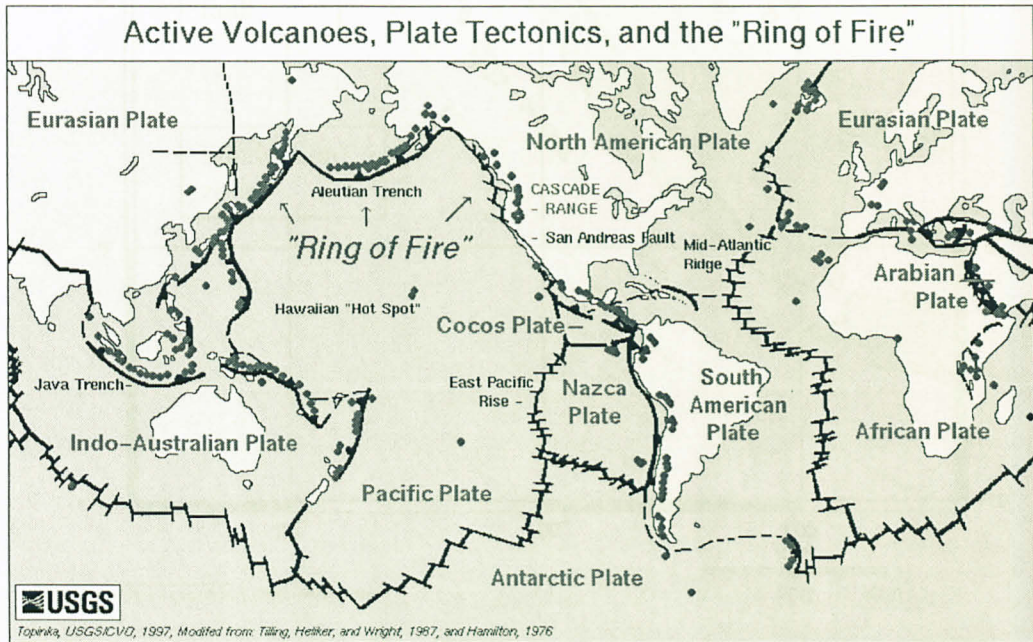 Active Volcanoes, Plate Tectonics, and the "Ring of Fire"
Eurasian Plate
North American Plate
Eurasian Plate
Aleutian Trench
CASCADE
RANGE
"Ring of Fire"
San Andreas Fault
Mid-Atlantic
Ridge
Arabian
Plate
Hawaiian "Hot Spot"
Cocos Plate
Java Trench
East Pacific
Rise
Nazca
Plate
South
American
Plate
Indo-Australian Plate
African Plate
Pacific Plate
Antarctic Plate
USGS
Topinka, USGS/CVO, 1997, Modifed from: Tilling, Heliker, and Wright, 1987, and Hamilton, 1976